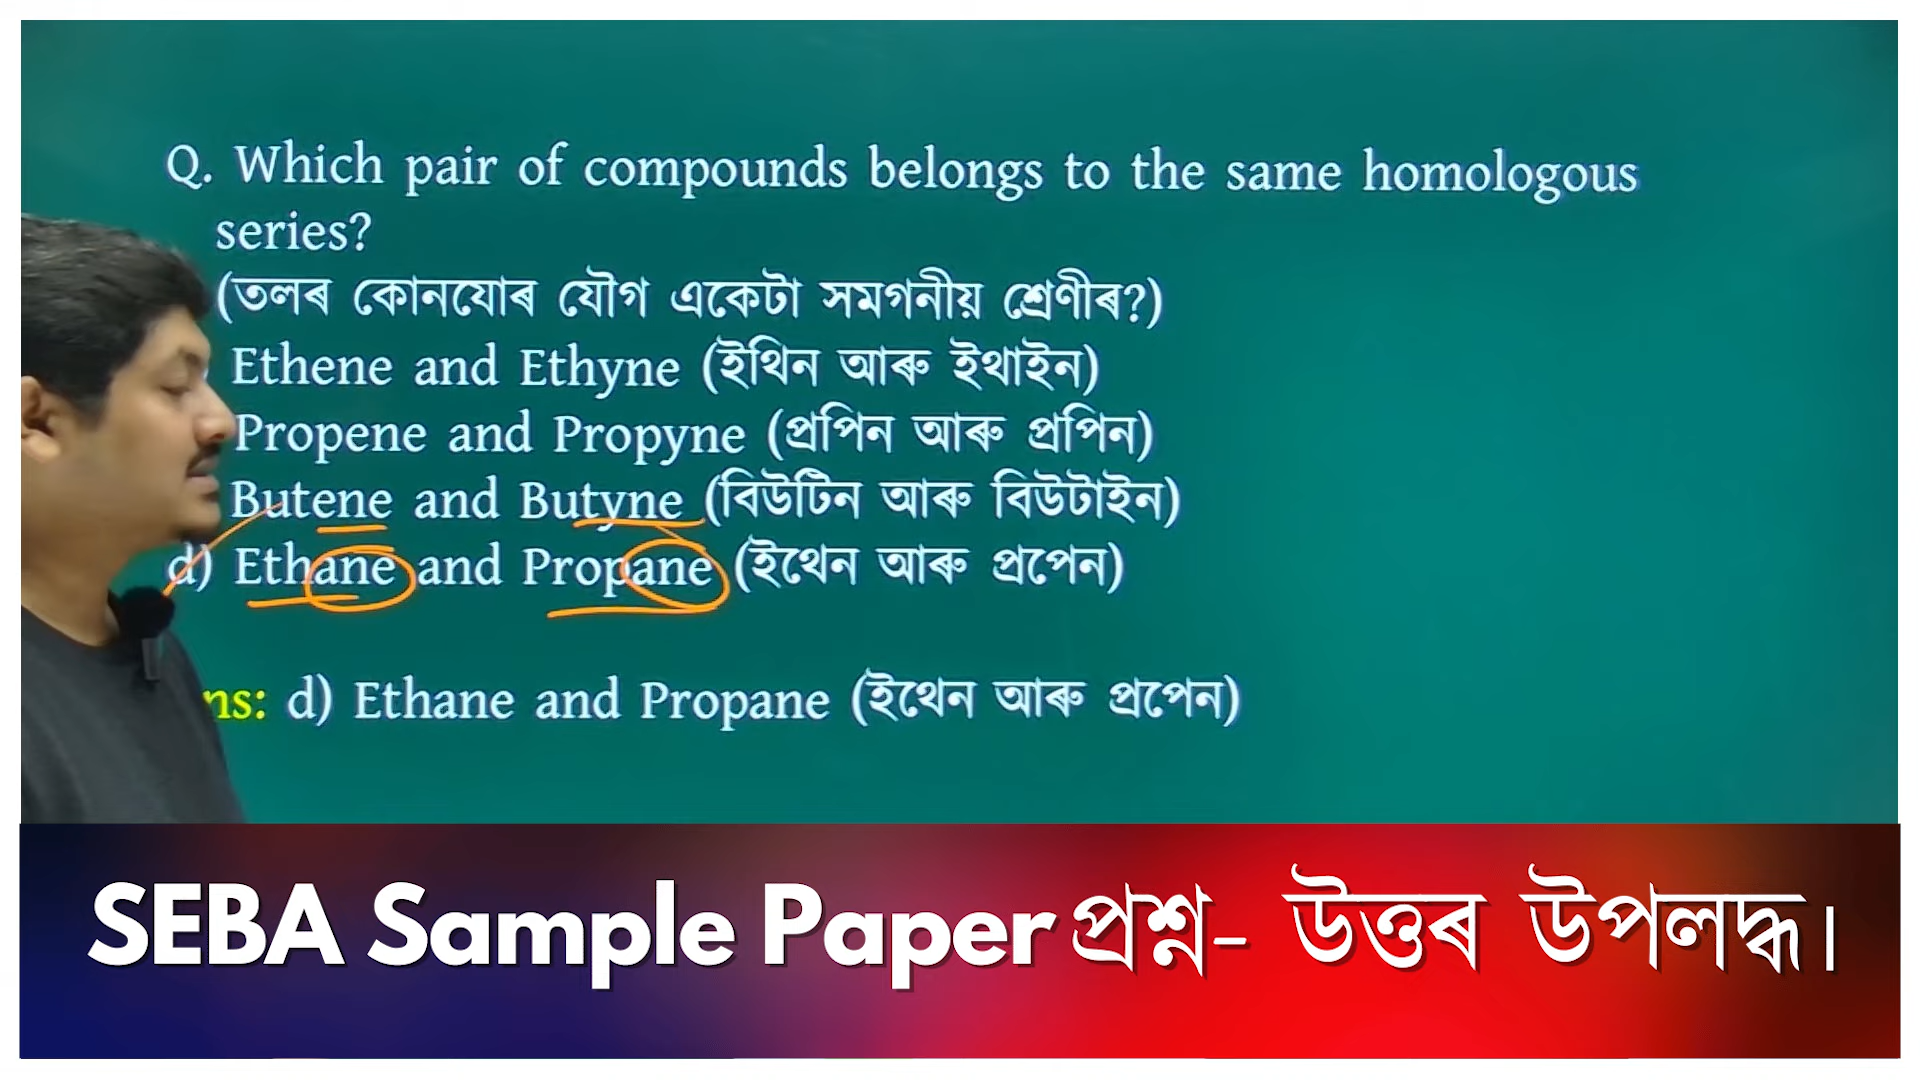 Q. Which pair of compounds belongs to the same homologous
series?
(তলৰ কোনযোৰ যৌগ একেটা সমগনীয় শ্ৰেণীৰ?)
Ethene and Ethyne (ইথিন আৰু ইথাইন)
Propene and Propyne (প্ৰপিন আৰু প্ৰপিন)
Butene and Butyne (বিউটিন আৰু বিউটাইন)
d) Ethane and Propane (ইথেন আৰু প্ৰপেন)
ns: d) Ethane and Propane (ইথেন আৰু প্ৰপেন)
SEBA Sample Paper প্ৰশ্ন- উত্তৰ উপলদ্ধ।